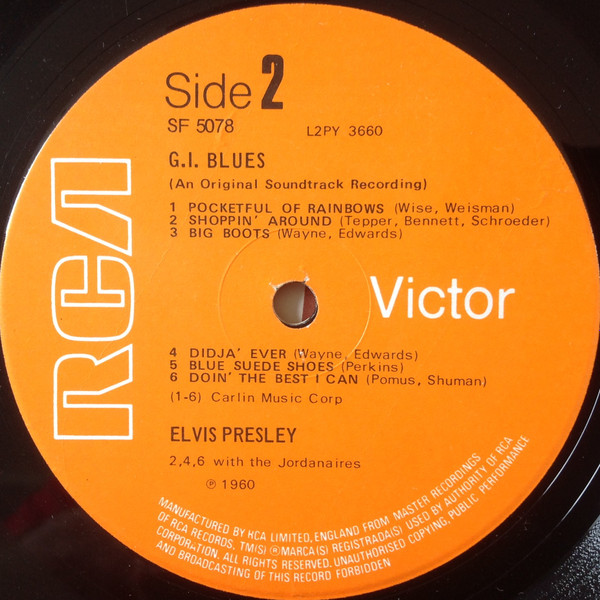 Side 2
SF 5078
L2PY 3660
G.I. BLUES
(An Original Soundtrack Recording)
1 POCKETFUL OF RAINBOWS (Wise, Weisman)
2 SHOPPIN' AROUND (Tepper, Bennett, Schroeder)
3 BIG BOOTS (Wayne, Edwards)
RCA
Victor
4 DIDJA' EVER (Wayne, Edwards)
5 BLUE SUEDE SHOES (Perkins)
6 DOIN' THE BEST I CAN (Pomus, Shuman)
(1-6) Carlin Music Corp
ELVIS PRESLEY
2,4,6 with the Jordanaires
℗ 1960
MANUFACTURED BY RCA LIMITED, ENGLAND FROM MASTER RECORDINGS
OF RCA RECORDS, TM(S) ® MARCA(S) REGISTRADA(S) USED BY AUTHORITY OF RCA
CORPORATION. ALL RIGHTS RESERVED. UNAUTHORISED COPYING, PUBLIC PERFORMANCE
AND BROADCASTING OF THIS RECORD FORBIDDEN